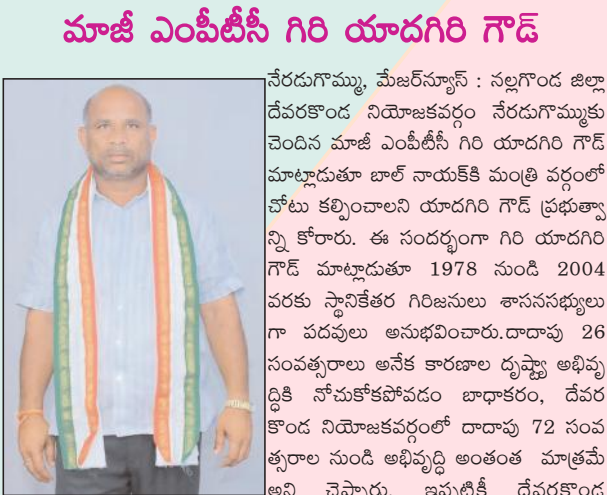 మాజీ ఎంపీటీసీ గిరి యాదగిరి గౌడ్
నేరడుగొమ్ము, మేజర్‌న్యూస్ : నల్లగొండ జిల్లా
దేవరకొండ నియోజకవర్గం నేరడుగొమ్ముకు
చెందిన మాజీ ఎంపీటీసీ గిరి యాదగిరి గౌడ్
మాట్లాడుతూ బాల్ నాయక్‌కి మంత్రి వర్గంలో
చోటు కల్పించాలని యాదగిరి గౌడ్ ప్రభుత్వా
న్ని కోరారు. ఈ సందర్భంగా గిరి యాదగిరి
గౌడ్ మాట్లాడుతూ 1978 నుండి 2004
వరకు స్థానికేతర గిరిజనులు శాసనసభ్యులు
గా పదవులు అనుభవించారు.దాదాపు 26
సంవత్సరాలు అనేక కారణాల దృష్ట్యా అభివృ
ద్ధికి నోచుకోకపోవడం బాధాకరం, దేవర
కొండ నియోజకవర్గంలో దాదాపు 72 సంవ
త్సరాల నుండి అభివృద్ధి అంతంత మాత్రమే
అని చెప్పారు. ఇప్పటికీ దేవరకొండ